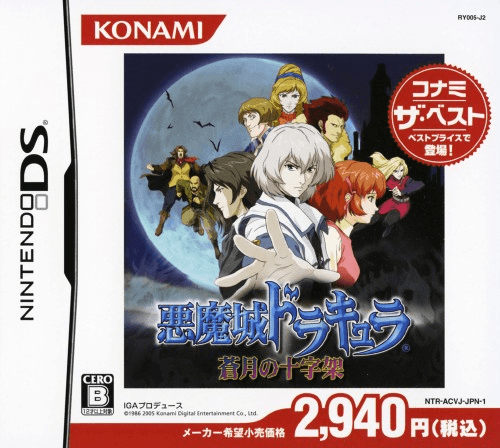 RY005-J2
KONAMI
NINTENDO DS
コナミ
ザ・ベスト
ベストプライスで
登場!
悪魔城ドラキュラ®
蒼月の十字架
CERO
B
12才以上対象
IGAプロデュース
©1986 2005 Konami Digital Entertainment Co., Ltd.
NTR-ACVJ-JPN-1
メーカー希望小売価格 2,940円(税込)